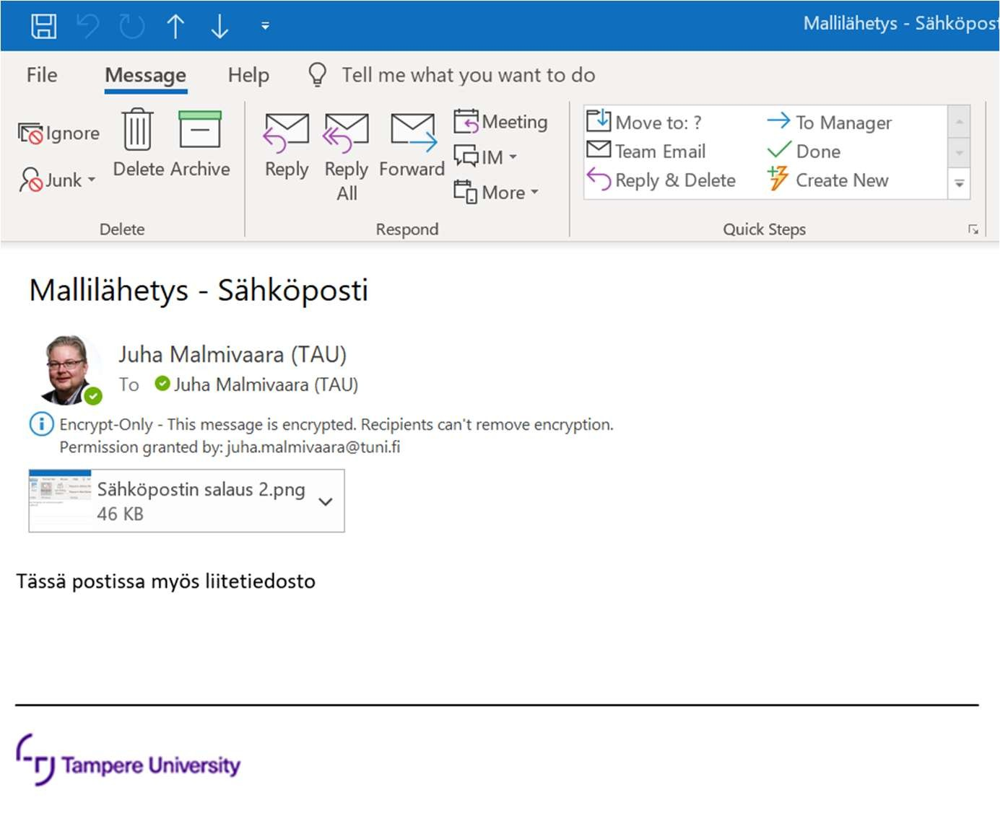 Mallilähetys - Sähköpost
File Message Help Tell me what you want to do
Ignore
Junk
Delete Archive
Delete
Reply Reply All Forward
Meeting
IM
More
Respond
Move to: ? To Manager
Team Email Done
Reply & Delete Create New
Quick Steps
Mallilähetys - Sähköposti
Juha Malmivaara (TAU)
To Juha Malmivaara (TAU)
Encrypt-Only - This message is encrypted. Recipients can't remove encryption.
Permission granted by: juha.malmivaara@tuni.fi
Sähköpostin salaus 2.png
46 KB
Tässä postissa myös liitetiedosto
Tampere University